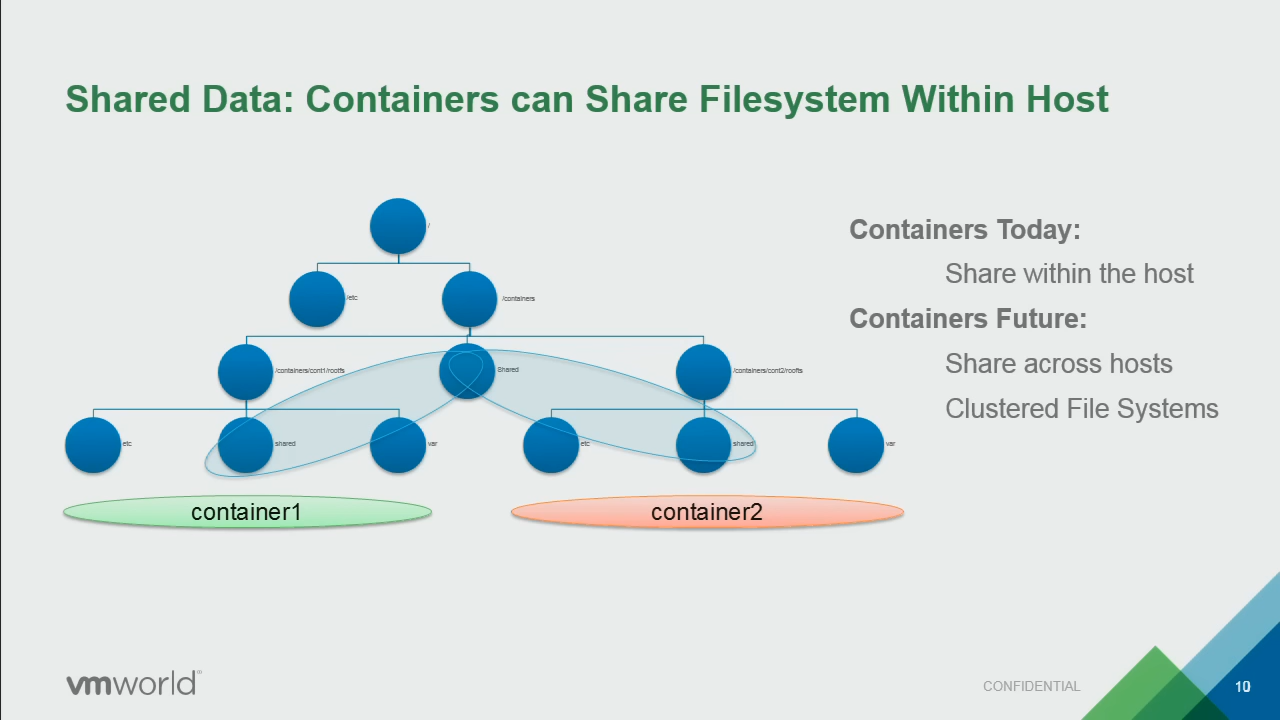 Shared Data: Containers can Share Filesystem Within Host
/
/etc
/containers
/containers/cont1/rootfs
Shared
/containers/cont2/roofts
etc
shared
var
etc
shared
var
container1
container2
Containers Today:
Share within the host
Containers Future:
Share across hosts
Clustered File Systems
vmworld®
CONFIDENTIAL
10